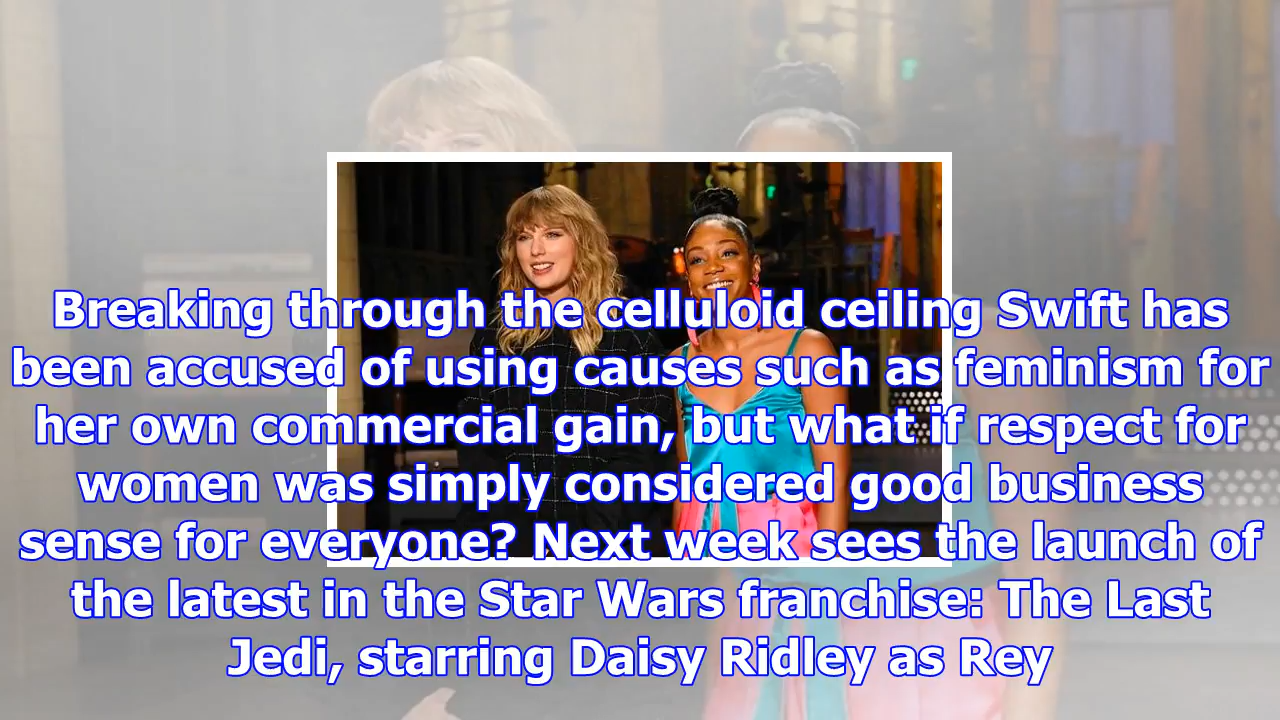 Breaking through the celluloid ceiling Swift has
been accused of using causes such as feminism for
her own commercial gain, but what if respect for
women was simply considered good business
sense for everyone? Next week sees the launch of
the latest in the Star Wars franchise: The Last
Jedi, starring Daisy Ridley as Rey